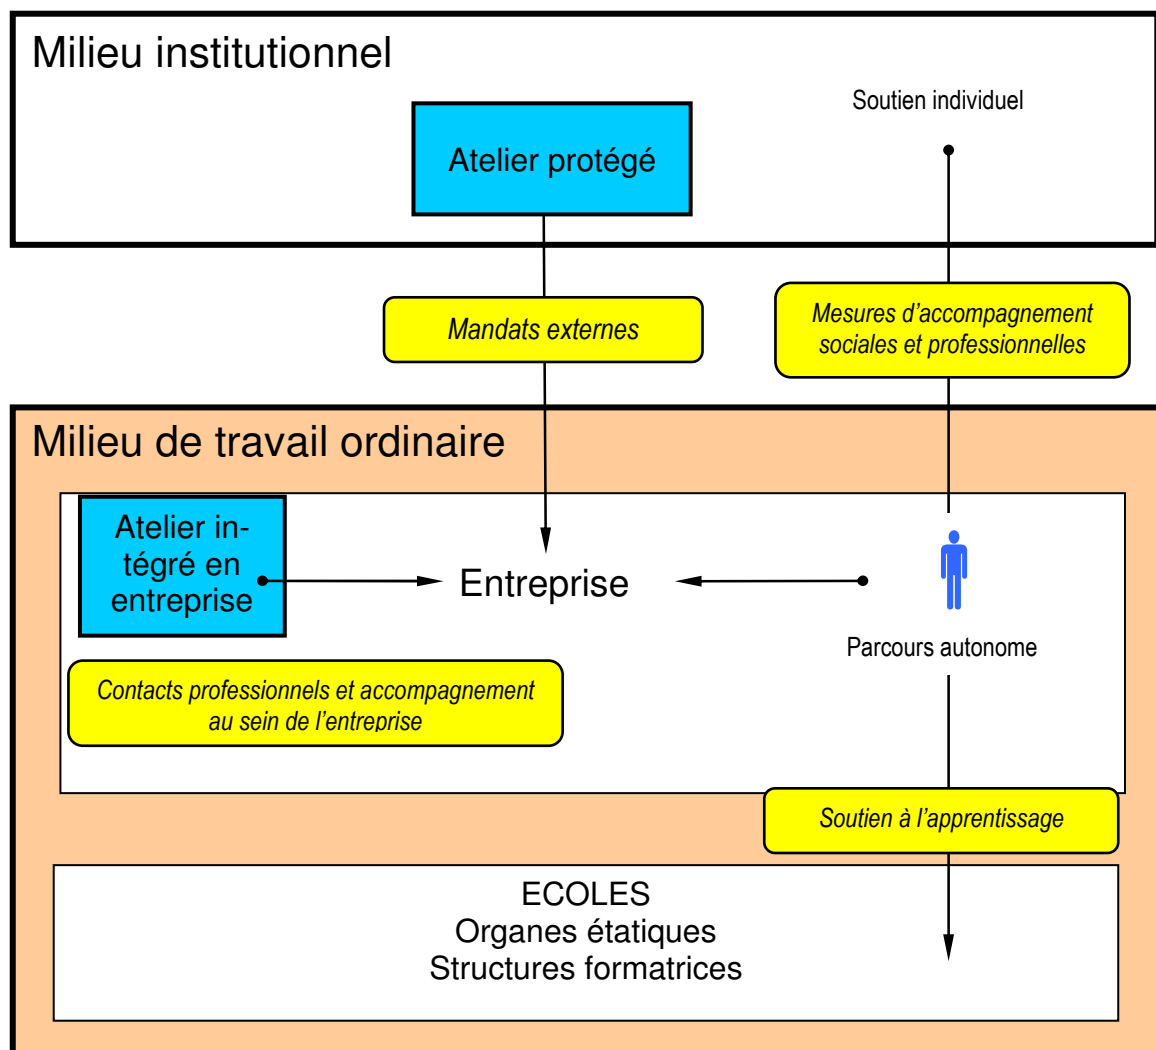 Milieu institutionnel
Soutien individuel
Atelier protégé
Mandats externes
Mesures d’accompagnement
sociales et professionnelles
Milieu de travail ordinaire
Atelier in-
tégré en
entreprise
Entreprise
Parcours autonome
Contacts professionnels et accompagnement
au sein de l’entreprise
Soutien à l’apprentissage
ECOLES
Organes étatiques
Structures formatrices